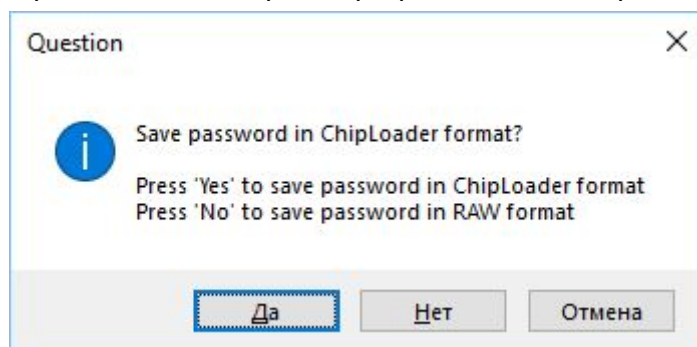 Question
Save password in ChipLoader format?
Press 'Yes' to save password in ChipLoader format
Press 'No' to save password in RAW format
Да
Нет
Отмена